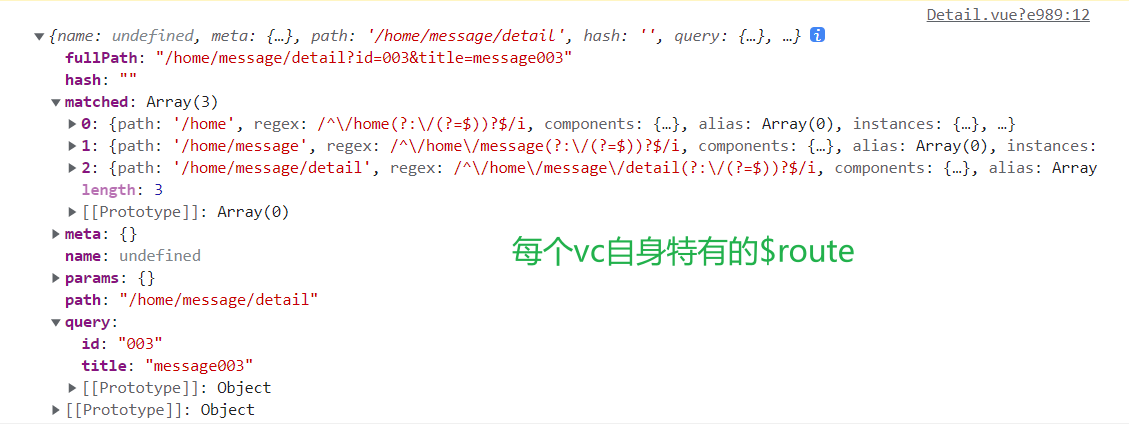 Detail.vue?e989:12
{name: undefined, meta: {…}, path: '/home/message/detail', hash: '', query: {…}, …}
fullPath: "/home/message/detail?id=003&title=message003"
hash: ""
matched: Array(3)
0: {path: '/home', regex: /^\/home(?:\/(?=$))?$/i, components: {…}, alias: Array(0), instances: {…}, …}
1: {path: '/home/message', regex: /^\/home\/message(?:\/(?=$))?$/i, components: {…}, alias: Array(0), instances:
2: {path: '/home/message/detail', regex: /^\/home\/message\/detail(?:\/(?=$))?$/i, components: {…}, alias: Array
length: 3
[[Prototype]]: Array(0)
meta: {}
name: undefined
params: {}
path: "/home/message/detail"
query:
id: "003"
title: "message003"
[[Prototype]]: Object
[[Prototype]]: Object
每个vc自身特有的$route